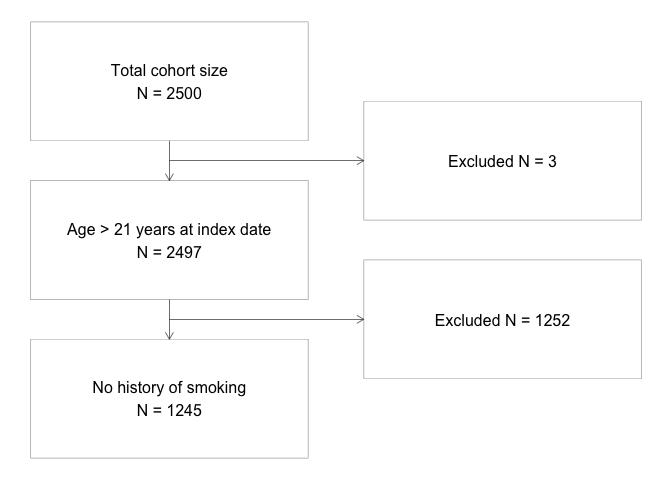 Total cohort size
N = 2500
Excluded N = 3
Age > 21 years at index date
N = 2497
Excluded N = 1252
No history of smoking
N = 1245